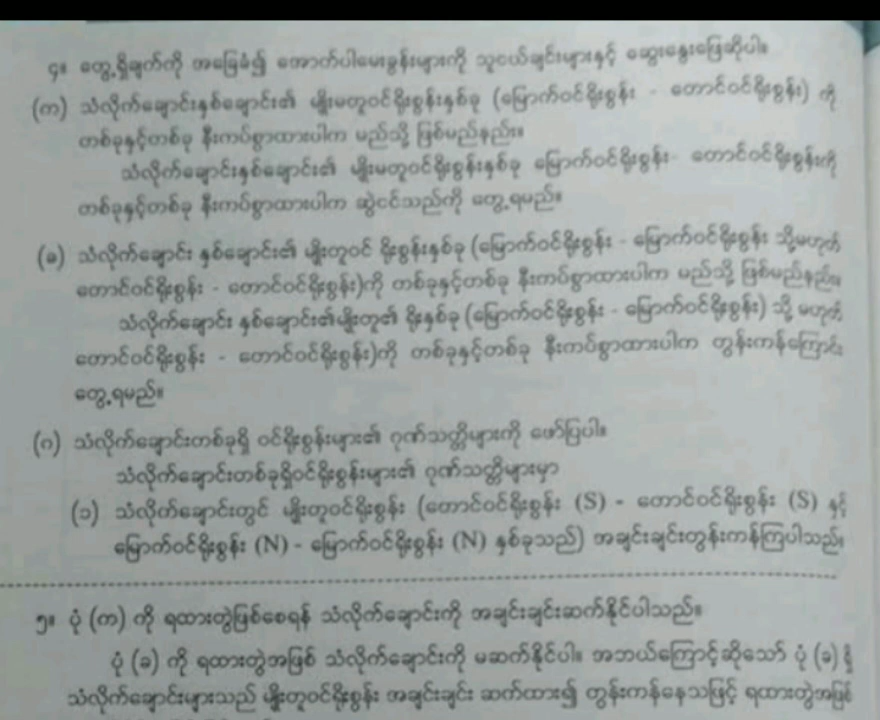 ၄။ တွေ့ရှိချက်ကို အခြေခံ၍ အောက်ပါမေးခွန်းများကို သူငယ်ချင်းများနှင့် ဆွေးနွေးဖြေဆိုပါ။
(က) သံလိုက်ချောင်းနှစ်ချောင်း၏ မျိုးမတူဝင်ရိုးစွန်းနှစ်ခု (မြောက်ဝင်ရိုးစွန်း - တောင်ဝင်ရိုးစွန်း) ကို
တစ်ခုနှင့်တစ်ခု နီးကပ်စွာထားပါက မည်သို့ ဖြစ်မည်နည်း။
သံလိုက်ချောင်းနှစ်ချောင်း၏ မျိုးမတူဝင်ရိုးစွန်းနှစ်ခု မြောက်ဝင်ရိုးစွန်း- တောင်ဝင်ရိုးစွန်းကို
တစ်ခုနှင့်တစ်ခု နီးကပ်စွာထားပါက ဆွဲငင်သည်ကို တွေ့ရမည်။
(ခ) သံလိုက်ချောင်း နှစ်ချောင်း၏ မျိုးတူဝင် ရိုးစွန်းနှစ်ခု (မြောက်ဝင်ရိုးစွန်း - မြောက်ဝင်ရိုးစွန်း သို့မဟုတ်
တောင်ဝင်ရိုးစွန်း - တောင်ဝင်ရိုးစွန်း)ကို တစ်ခုနှင့်တစ်ခု နီးကပ်စွာထားပါက မည်သို့ ဖြစ်မည်နည်း။
သံလိုက်ချောင်း နှစ်ချောင်း၏မျိုးတူ၏ ရိုးနှစ်ခု (မြောက်ဝင်ရိုးစွန်း - မြောက်ဝင်ရိုးစွန်း) သို့ မဟုတ်
တောင်ဝင်ရိုးစွန်း - တောင်ဝင်ရိုးစွန်း)ကို တစ်ခုနှင့်တစ်ခု နီးကပ်စွာထားပါက တွန်းကန်ကြောင်း
တွေ့ရမည်။
(ဂ) သံလိုက်ချောင်းတစ်ခုရှိ ဝင်ရိုးစွန်းများ၏ ဂုဏ်သတ္တိများကို ဖော်ပြပါ။
သံလိုက်ချောင်းတစ်ခုရှိဝင်ရိုးစွန်းများ၏ ဂုဏ်သတ္တိများမှာ
(၁) သံလိုက်ချောင်းတွင် မျိုးတူဝင်ရိုးစွန်း (တောင်ဝင်ရိုးစွန်း (S) - တောင်ဝင်ရိုးစွန်း (S) နှင့်
မြောက်ဝင်ရိုးစွန်း (N) - မြောက်ဝင်ရိုးစွန်း (N) နှစ်ခုသည်) အချင်းချင်းတွန်းကန်ကြပါသည်။
၅။ ပုံ (က) ကို ရထားတွဲဖြစ်စေရန် သံလိုက်ချောင်းကို အချင်းချင်းဆက်နိုင်ပါသည်။
ပုံ (ခ) ကို ရထားတွဲအဖြစ် သံလိုက်ချောင်းကို မဆက်နိုင်ပါ။ အဘယ်ကြောင့်ဆိုသော် ပုံ (ခ) ရှိ
သံလိုက်ချောင်းများသည် မျိုးတူဝင်ရိုးစွန်း အချင်းချင်း ဆက်ထား၍ တွန်းကန်နေသဖြင့် ရထားတွဲအဖြစ်